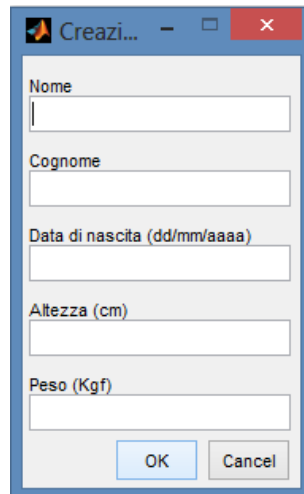 Creazi...
Nome
Cognome
Data di nascita (dd/mm/aaaa)
Altezza (cm)
Peso (Kgf)
OK Cancel